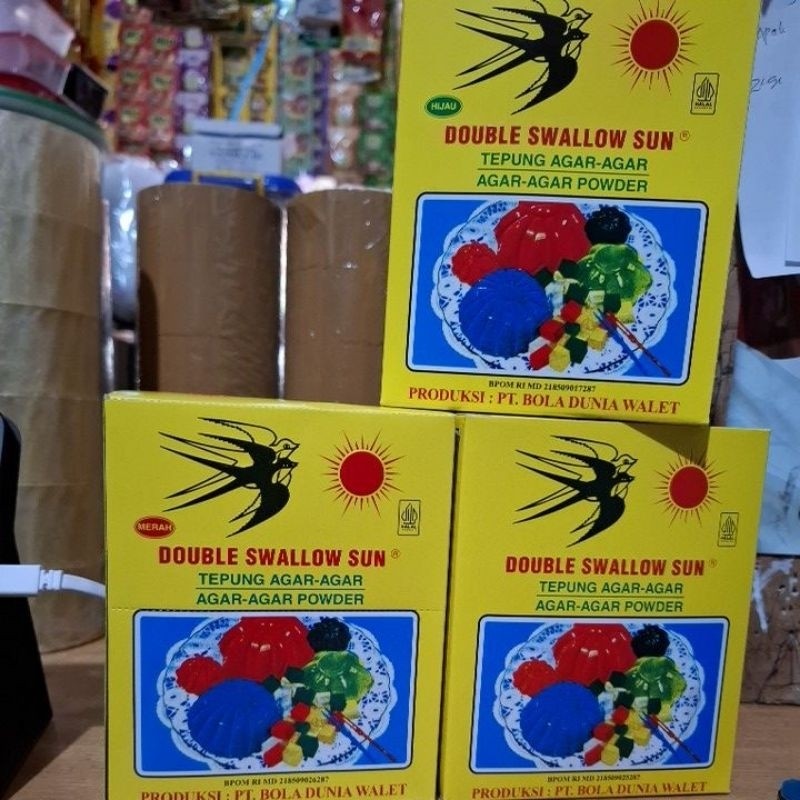 HIJAU
HALAL
DOUBLE SWALLOW SUN ®
TEPUNG AGAR-AGAR
AGAR-AGAR POWDER
BPOM RI MD 218509017287
PRODUKSI : PT. BOLA DUNIA WALET
MERAH
DOUBLE SWALLOW SUN ®
TEPUNG AGAR-AGAR
AGAR-AGAR POWDER
BPOM RI MD 218509026287
PRODUKSI : PT. BOLA DUNIA WALET
DOUBLE SWALLOW SUN ®
TEPUNG AGAR-AGAR
AGAR-AGAR POWDER
BPOM RI MD 218509025287
PRODUKSI : PT. BOLA DUNIA WALET